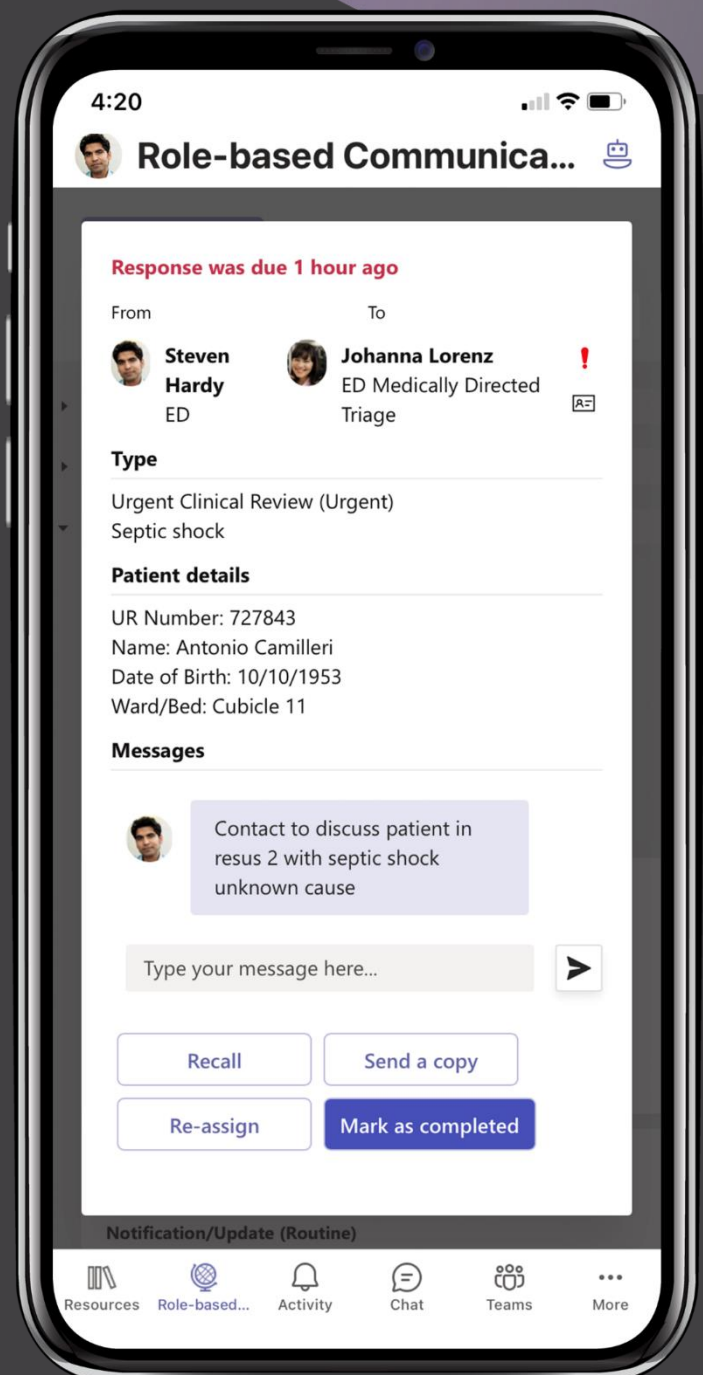 4:20
Role-based Communica...
Response was due 1 hour ago
From
To
Steven
Hardy
ED
Johanna Lorenz
ED Medically Directed
Triage
Type
Urgent Clinical Review (Urgent)
Septic shock
Patient details
UR Number: 727843
Name: Antonio Camilleri
Date of Birth: 10/10/1953
Ward/Bed: Cubicle 11
Messages
Contact to discuss patient in
resus 2 with septic shock
unknown cause
Type your message here...
Recall
Send a copy
Re-assign
Mark as completed
Notification/Update (Routine)
Resources
Role-based...
Activity
Chat
Teams
More